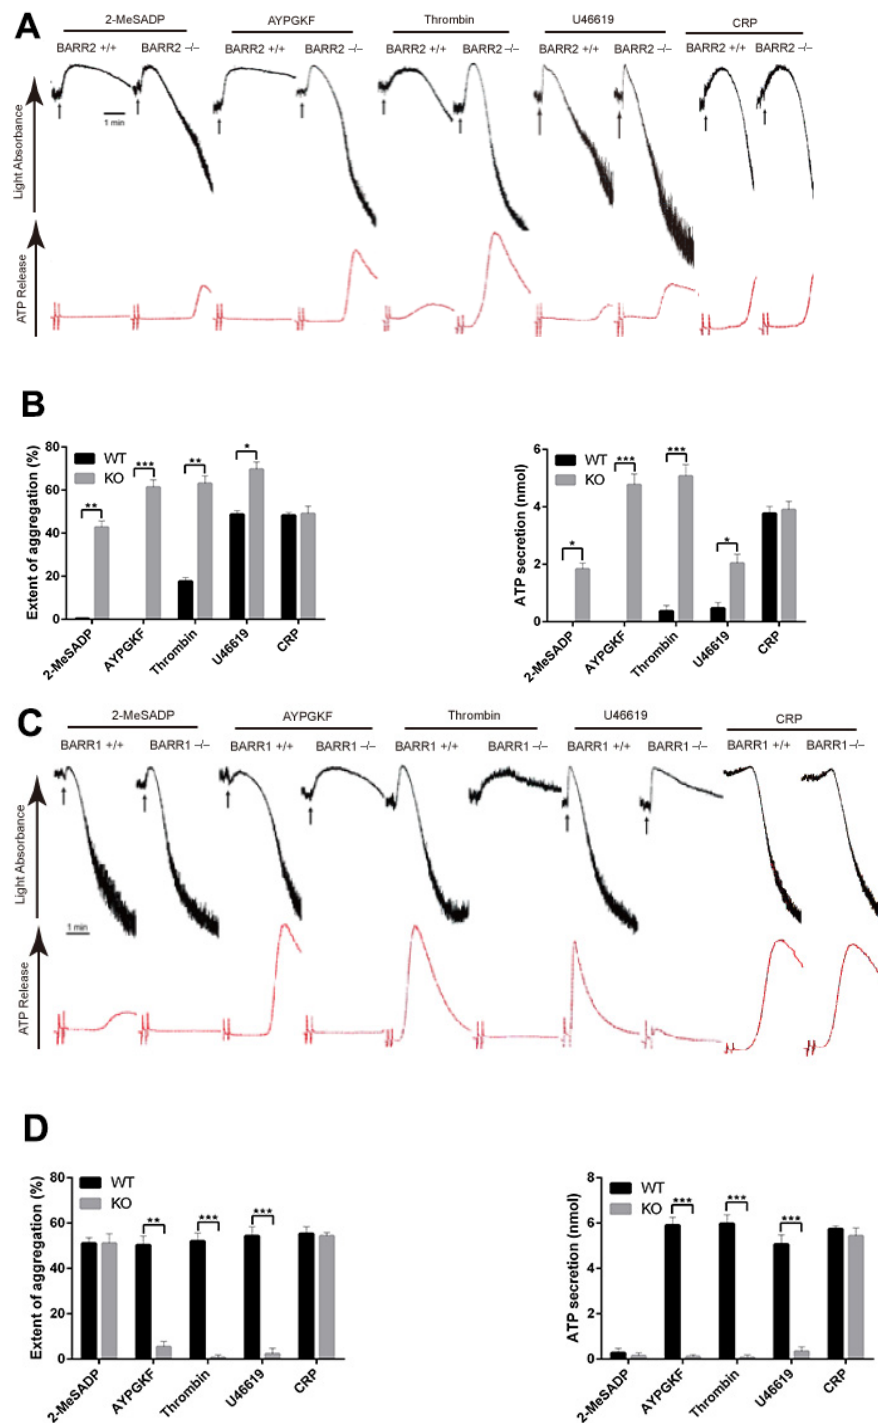 A
2-MeSADP AYPGKF Thrombin U46619 CRP
BARR2 +/+ BARR2 –/– BARR2 +/+ BARR2 –/– BARR2 +/+ BARR2 –/– BARR2 +/+ BARR2 –/– BARR2 +/+ BARR2 –/–
Light Absorbance
1 min
ATP Release
B
Extent of aggregation (%)
80
60
40
20
0
WT
KO
** *** ** *
2-MeSADP AYPGKF Thrombin U46619 CRP
ATP secretion (nmol)
6
4
2
0
WT
KO
* *** *** *
2-MeSADP AYPGKF Thrombin U46619 CRP
C
2-MeSADP AYPGKF Thrombin U46619 CRP
BARR1 +/+ BARR1 –/– BARR1 +/+ BARR1 –/– BARR1 +/+ BARR1 –/– BARR1 +/+ BARR1 –/– BARR1 +/+ BARR1 –/–
Light Absorbance
1 min
ATP Release
D
Extent of aggregation (%)
80
60
40
20
0
WT
KO
** *** ***
2-MeSADP AYPGKF Thrombin U46619 CRP
ATP secretion (nmol)
8
6
4
2
0
WT
KO
*** *** ***
2-MeSADP AYPGKF Thrombin U46619 CRP